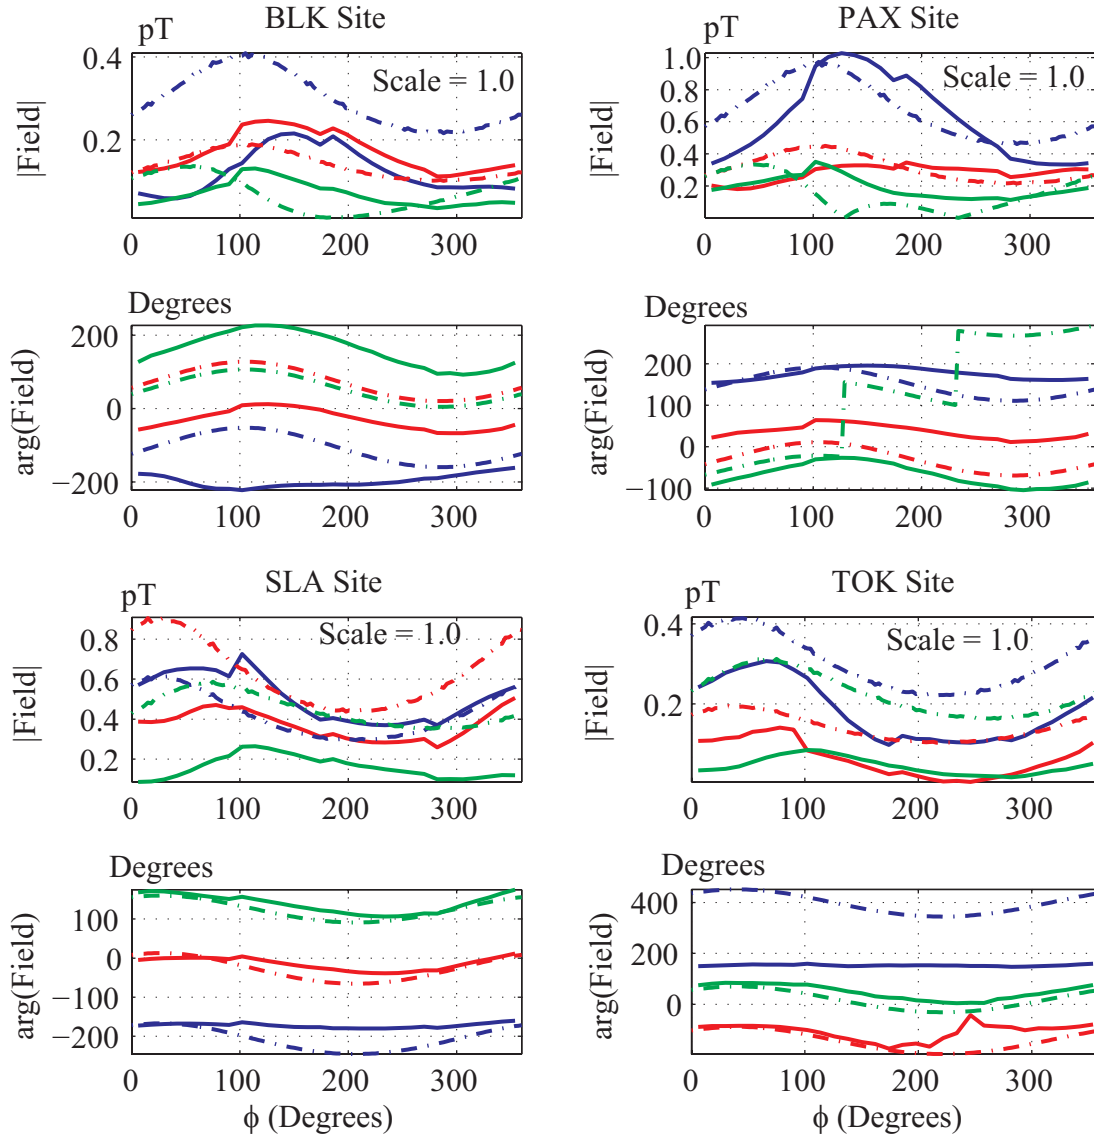 BLK Site
pT
0.4
0.2
|Field|
Scale = 1.0
0 100 200 300
PAX Site
pT
1.0
0.8
0.6
0.4
0.2
|Field|
Scale = 1.0
0 100 200 300
Degrees
200
0
−200
arg(Field)
0 100 200 300
Degrees
200
100
0
−100
arg(Field)
0 100 200 300
SLA Site
pT
0.8
0.6
0.4
0.2
|Field|
Scale = 1.0
0 100 200 300
TOK Site
pT
0.4
0.2
|Field|
Scale = 1.0
0 100 200 300
Degrees
100
0
−100
−200
arg(Field)
0 100 200 300
ϕ (Degrees)
Degrees
400
200
0
arg(Field)
0 100 200 300
ϕ (Degrees)